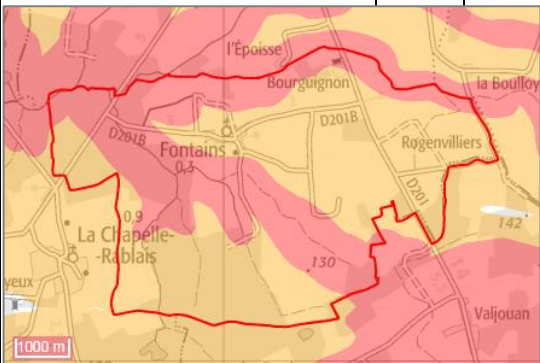 l'Époisse
Bourguignon
la Boulloy
D201B
D201B
Fontains
0,3
Rogenvilliers
D201
0,9
142
La Chapelle-
-Rablais
130
yeux
Valjouan
1000 m